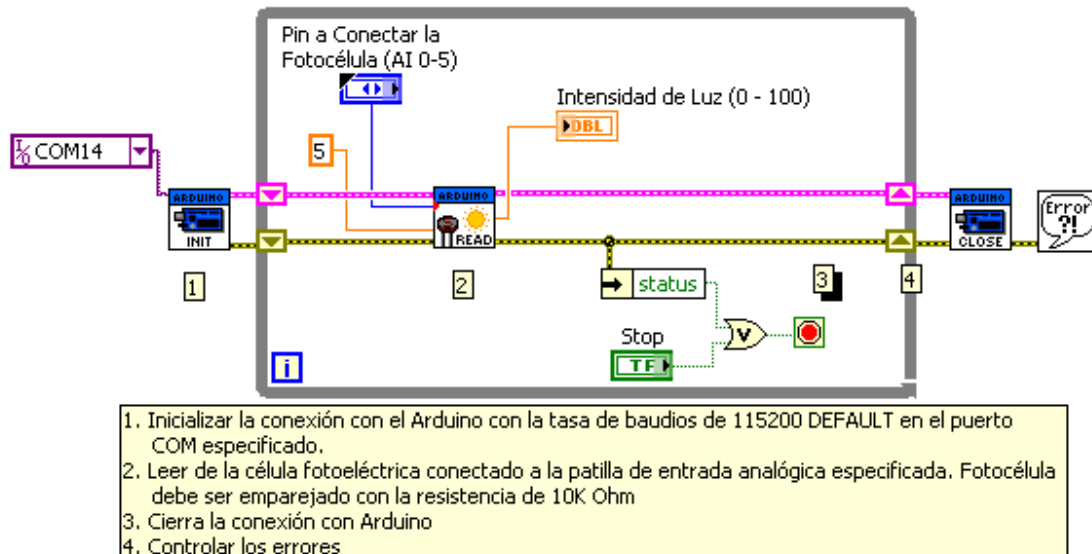 Pin a Conectar la
Fotocélula (AI 0-5)
Intensidad de Luz (0 - 100)
DBL
I/O COM14
5
ARDUINO
INIT
ARDUINO
READ
ARDUINO
CLOSE
Error
?!
1
2
status
3
4
Stop
V
TF
i
1. Inicializar la conexión con el Arduino con la tasa de baudios de 115200 DEFAULT en el puerto
COM especificado.
2. Leer de la célula fotoeléctrica conectado a la patilla de entrada analógica especificada. Fotocélula
debe ser emparejado con la resistencia de 10K Ohm
3. Cierra la conexión con Arduino
4. Controlar los errores